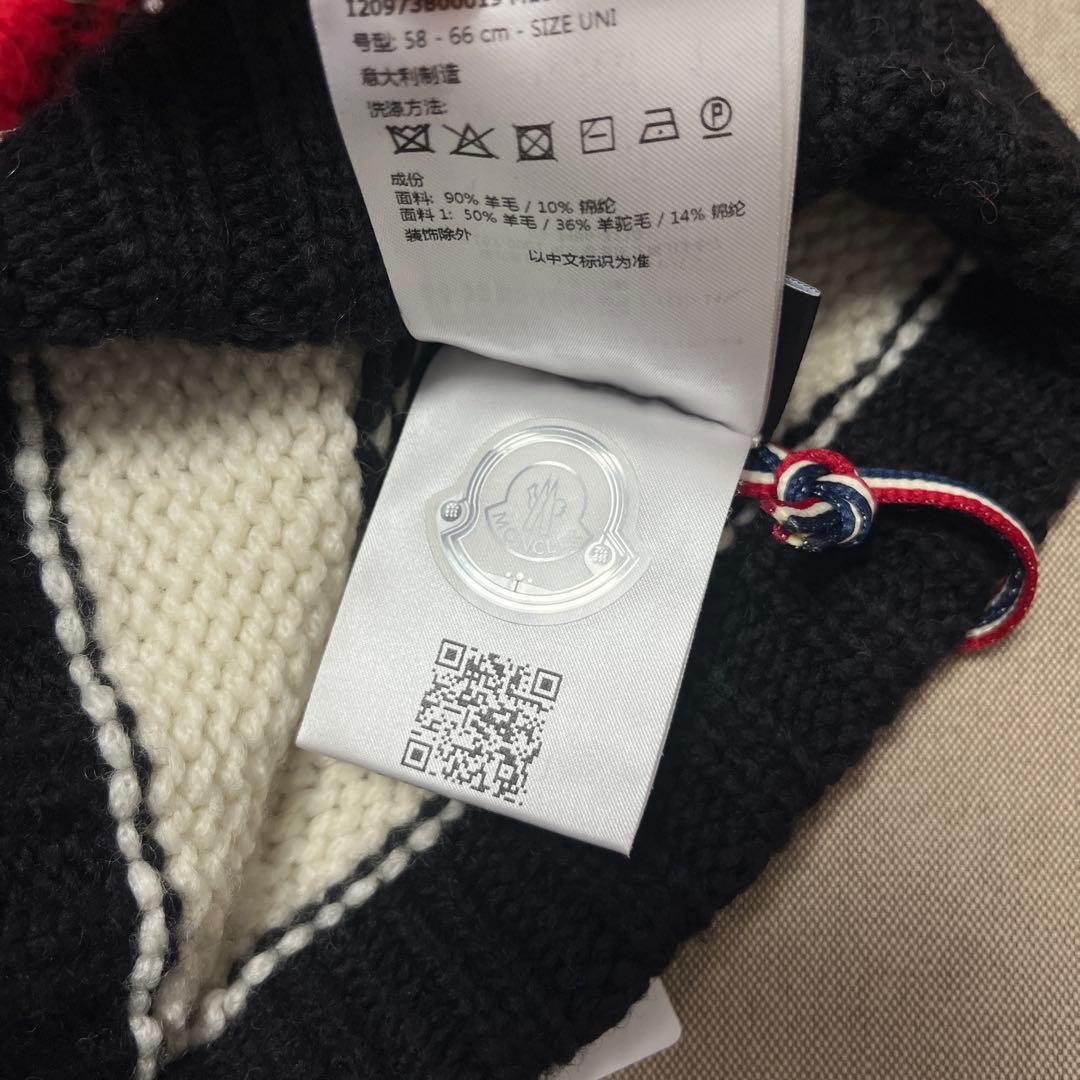 号型: 58 - 66 cm - SIZE UNI
意大利制造
洗涤方法:
P
成份
面料: 90% 羊毛 / 10% 锦纶
面料 1: 50% 羊毛 / 36% 羊驼毛 / 14% 锦纶
装饰除外
以中文标识为准